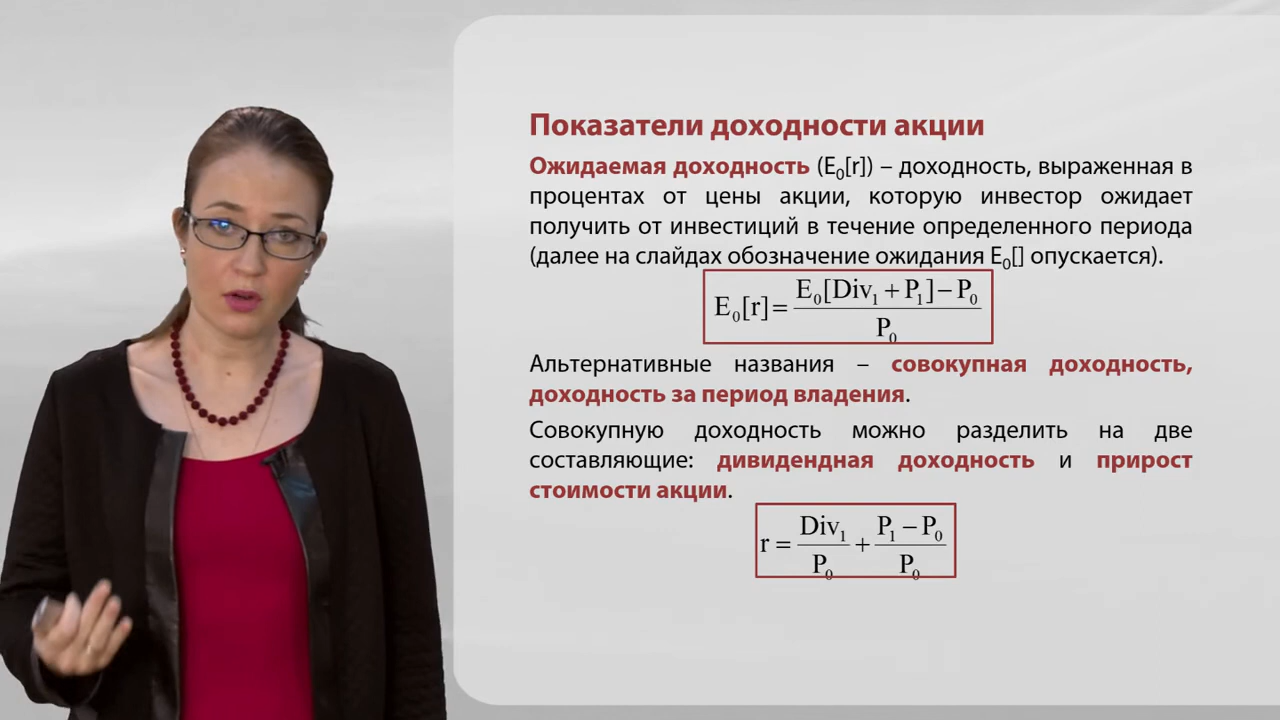 Показатели доходности акции
Ожидаемая доходность (E₀[r]) – доходность, выраженная в
процентах от цены акции, которую инвестор ожидает
получить от инвестиций в течение определенного периода
(далее на слайдах обозначение ожидания E₀[] опускается).
E₀[r] = (E₀[Div₁ + P₁] − P₀) / P₀
Альтернативные названия – совокупная доходность,
доходность за период владения.
Совокупную доходность можно разделить на две
составляющие: дивидендная доходность и прирост
стоимости акции.
r = Div₁ / P₀ + (P₁ − P₀) / P₀